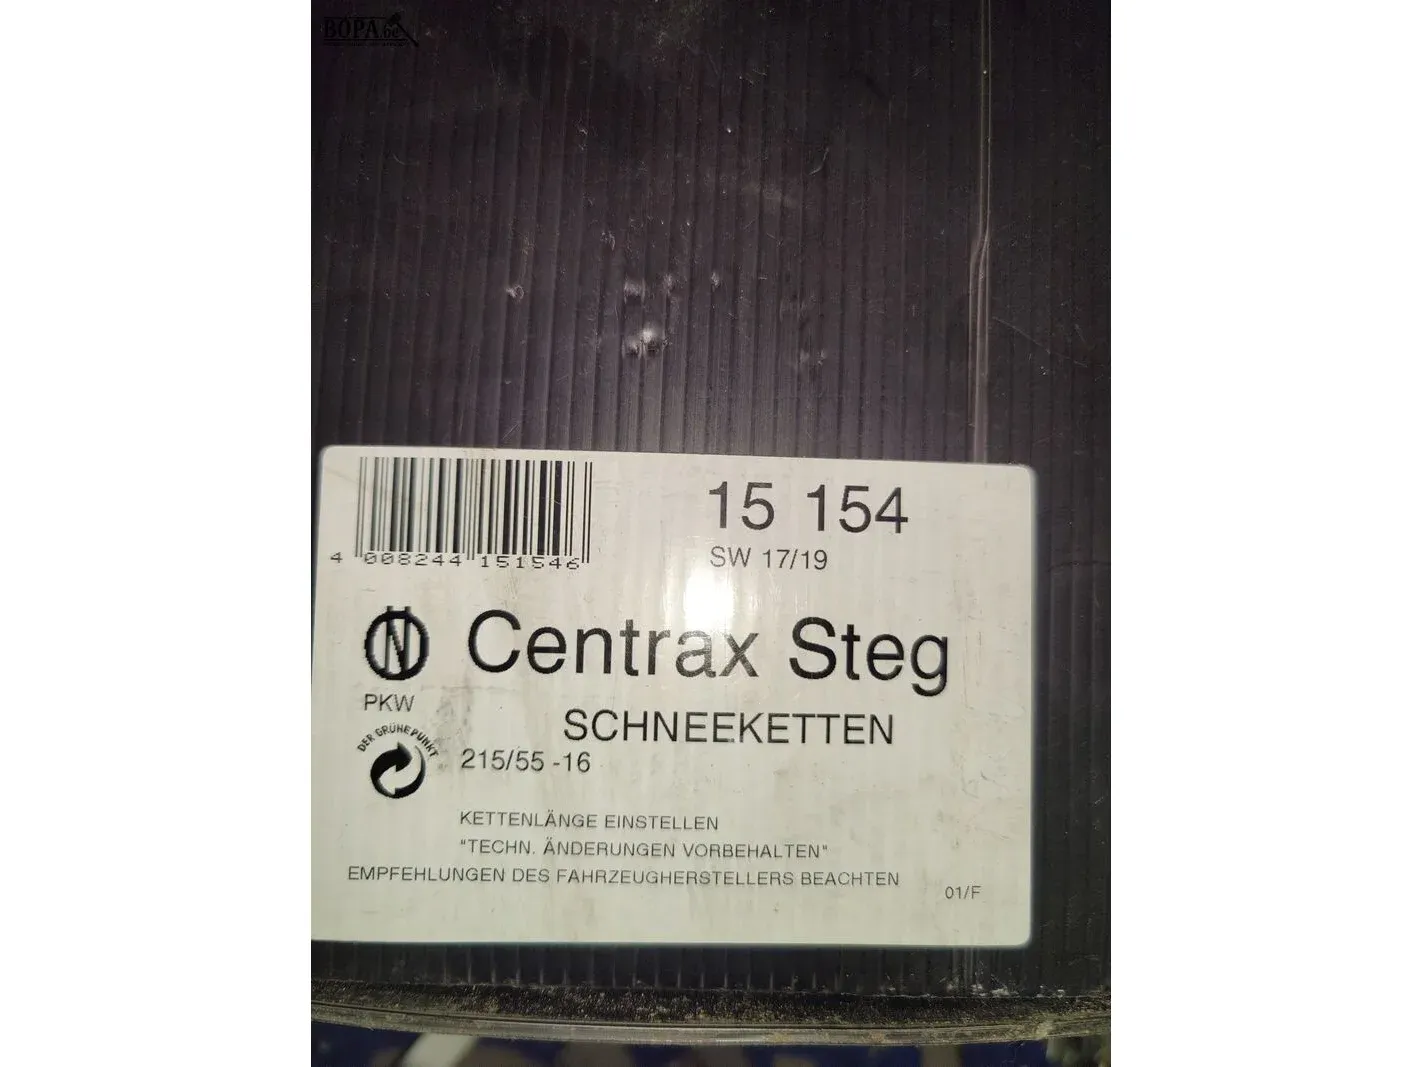 BOPA.be
15 154
SW 17/19
4 008244 151546
N
Centrax Steg
PKW
SCHNEEKETTEN
DER GRÜNE PUNKT
215/55 -16
KETTENLÄNGE EINSTELLEN
"TECHN. ÄNDERUNGEN VORBEHALTEN"
EMPFEHLUNGEN DES FAHRZEUGHERSTELLERS BEACHTEN
01/F